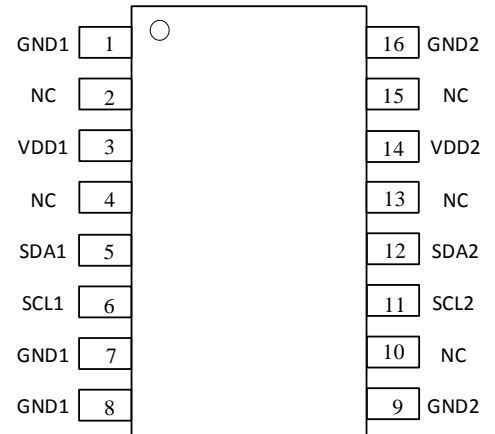 GND1 1 16 GND2
NC 2 15 NC
VDD1 3 14 VDD2
NC 4 13 NC
SDA1 5 12 SDA2
SCL1 6 11 SCL2
GND1 7 10 NC
GND1 8 9 GND2